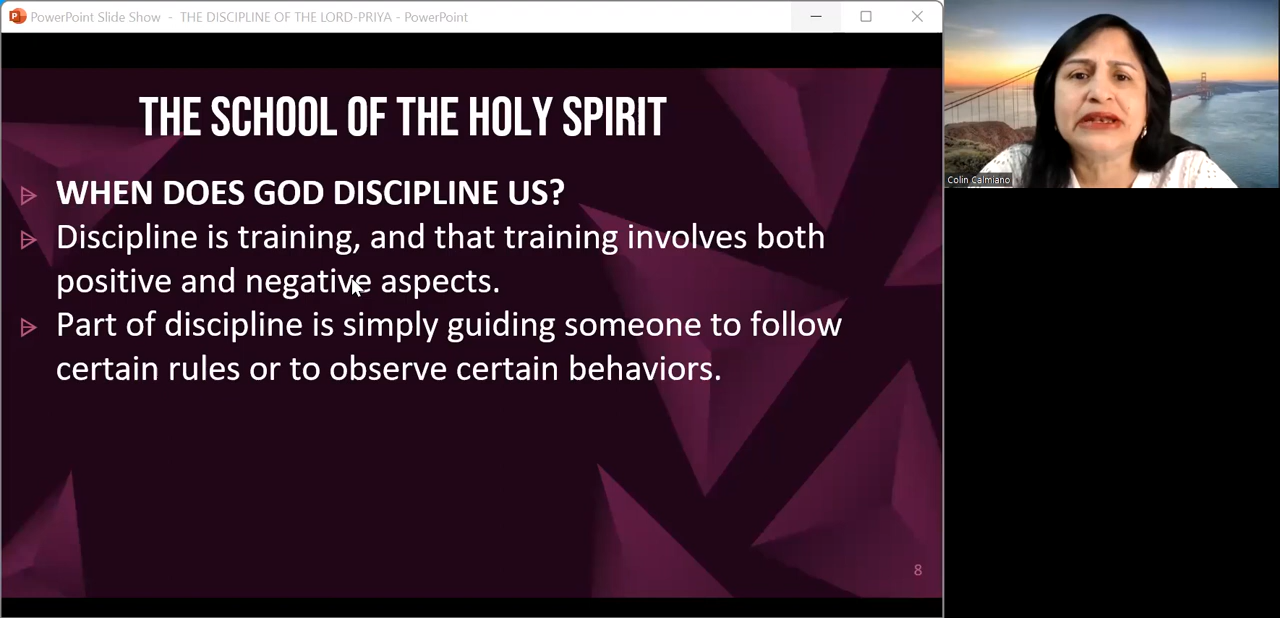 PowerPoint Slide Show - THE DISCIPLINE OF THE LORD-PRIYA - PowerPoint
THE SCHOOL OF THE HOLY SPIRIT
WHEN DOES GOD DISCIPLINE US?
Discipline is training, and that training involves both
positive and negative aspects.
Part of discipline is simply guiding someone to follow
certain rules or to observe certain behaviors.
8
Colin Calmiano